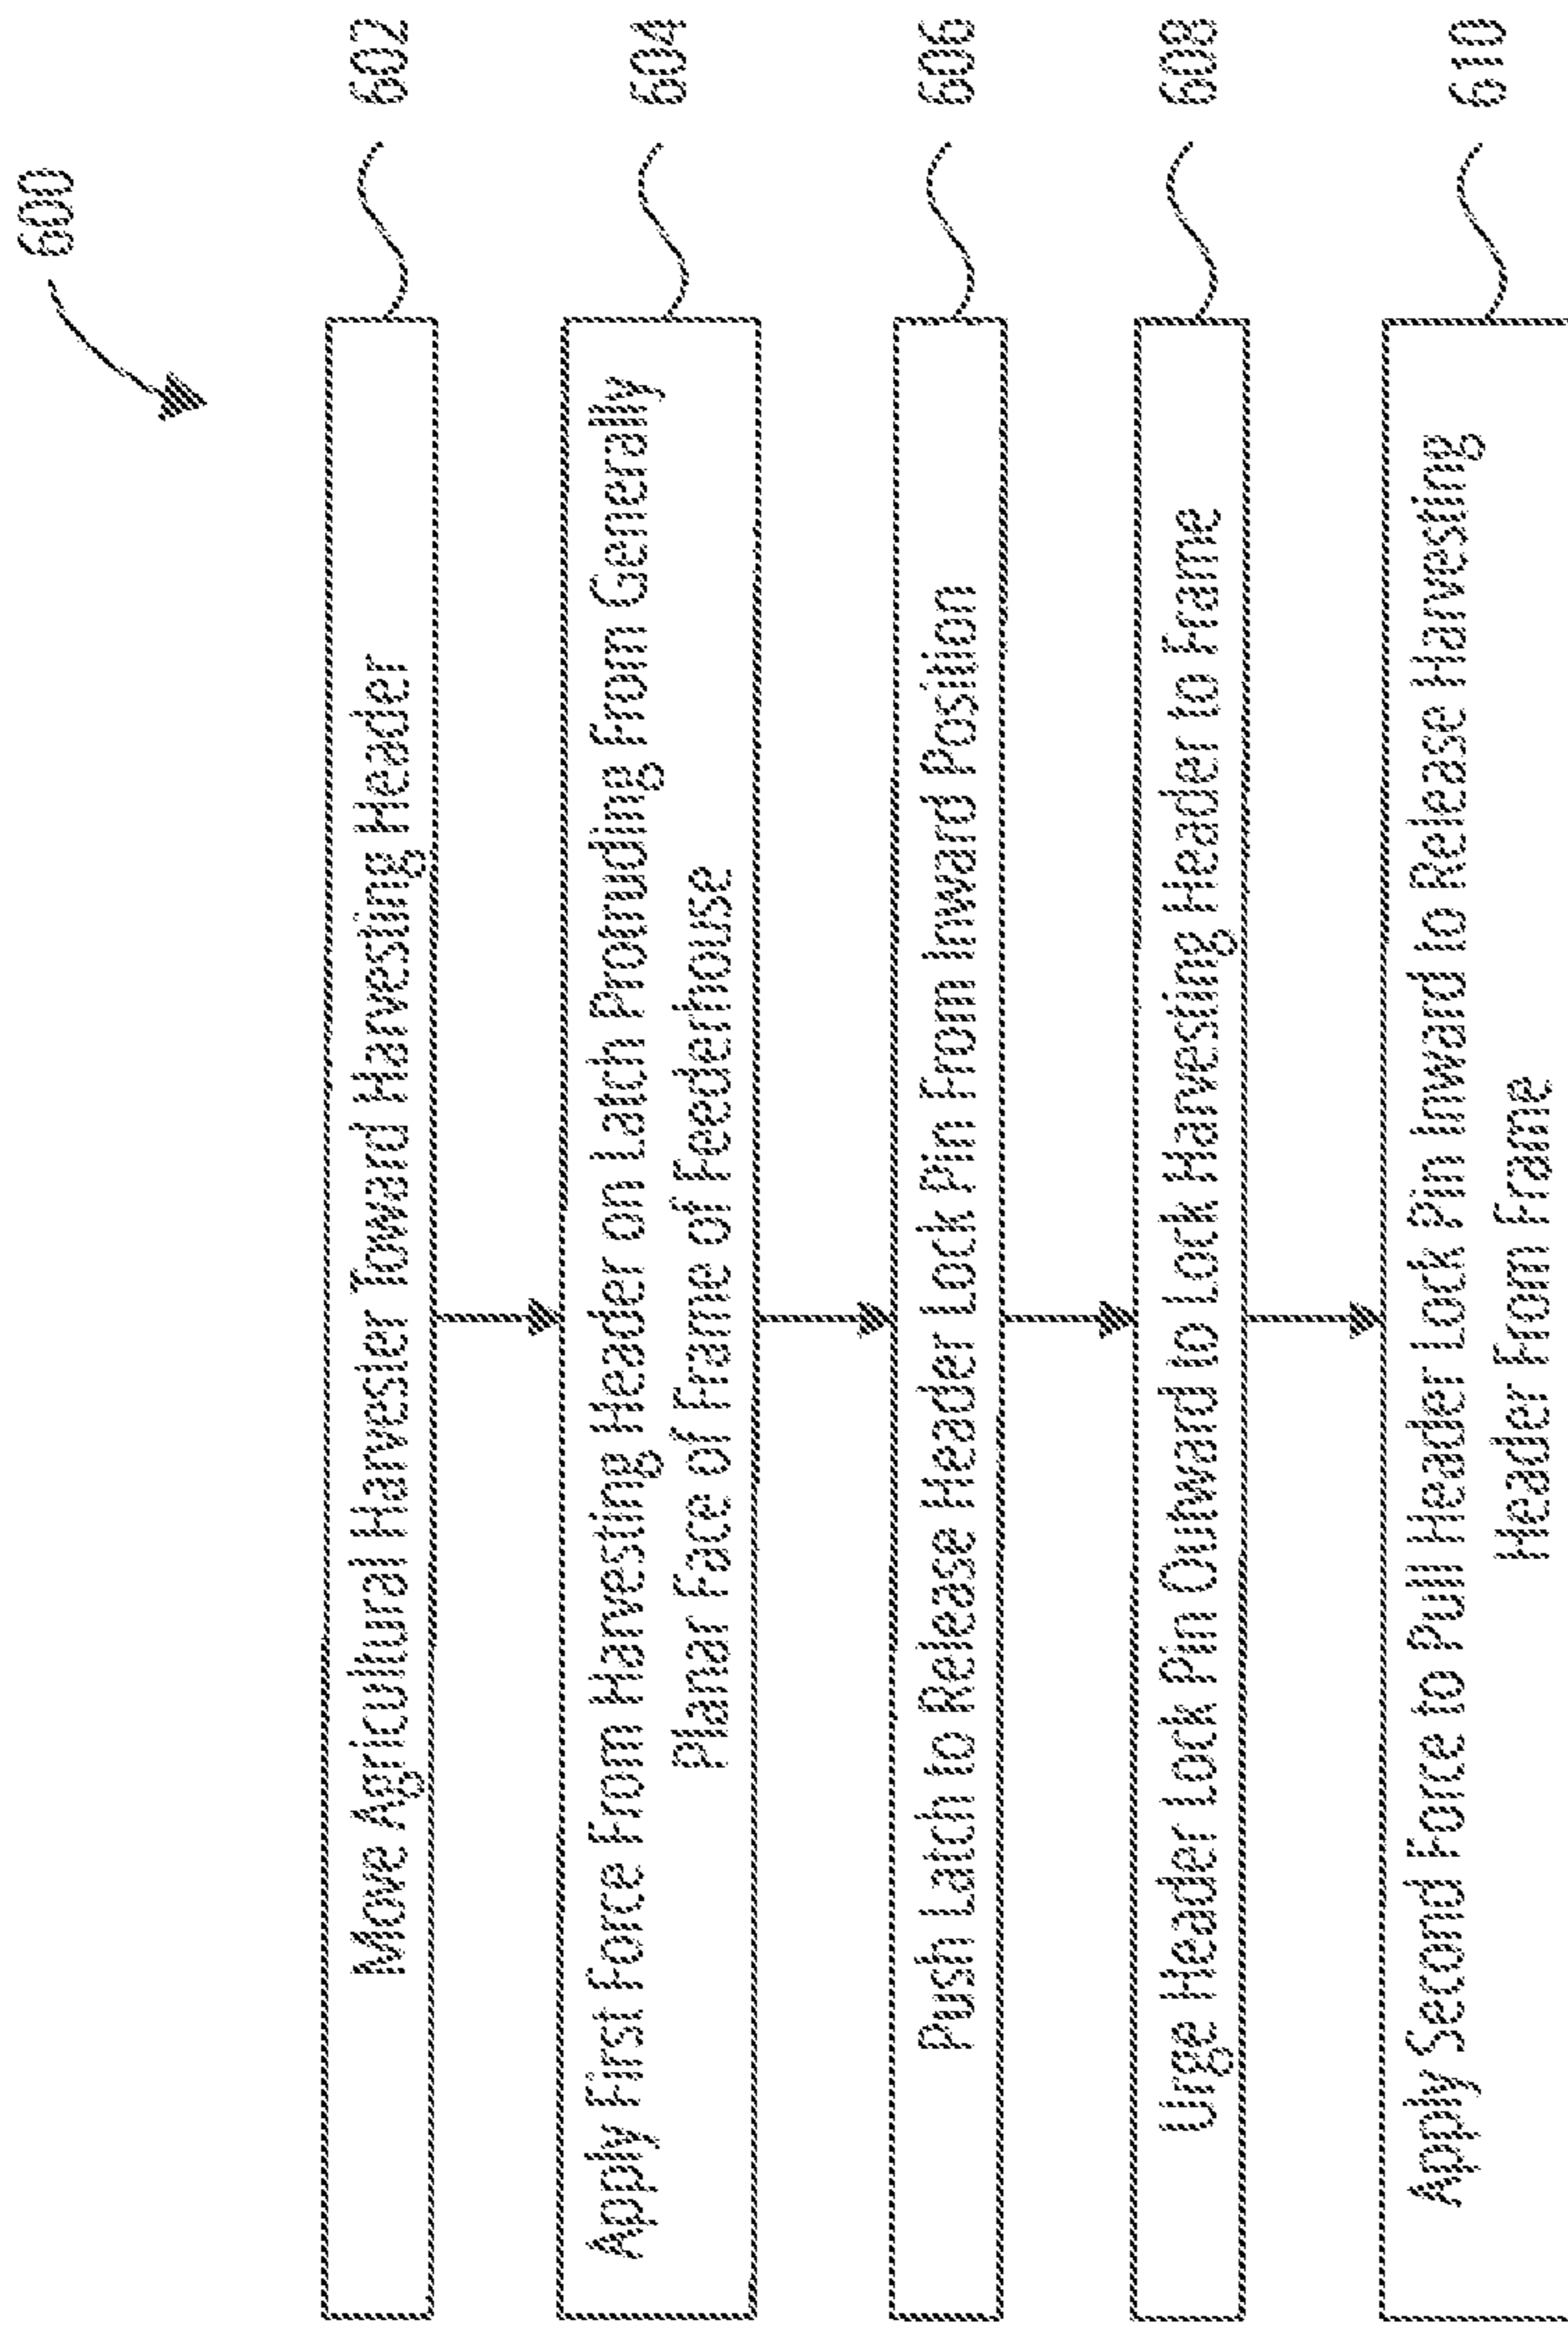 600
Move Agricultural Harvester Toward Harvesting Header
602
Apply First Force From Harvesting Header on Latch Protruding From Generally
Planar Face of Frame of Feederhouse
604
Push Latch to Release Header Lock Pin From Inward Position
606
Urge Header Lock Pin Outward to Lock Harvesting Header to Frame
608
Apply Second Force to Pull Header Lock Pin Inward to Release Harvesting
Header From Frame
610